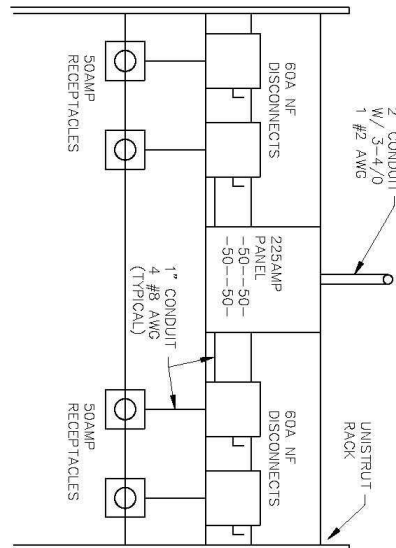 2" CONDUIT
W/ 3-4/0
1 #2 AWG
UNISTRUT
RACK
60A NF
DISCONNECTS
225AMP
PANEL
-50--50-
-50--50-
60A NF
DISCONNECTS
1" CONDUIT
4 #8 AWG
(TYPICAL)
50AMP
RECEPTACLES
50AMP
RECEPTACLES